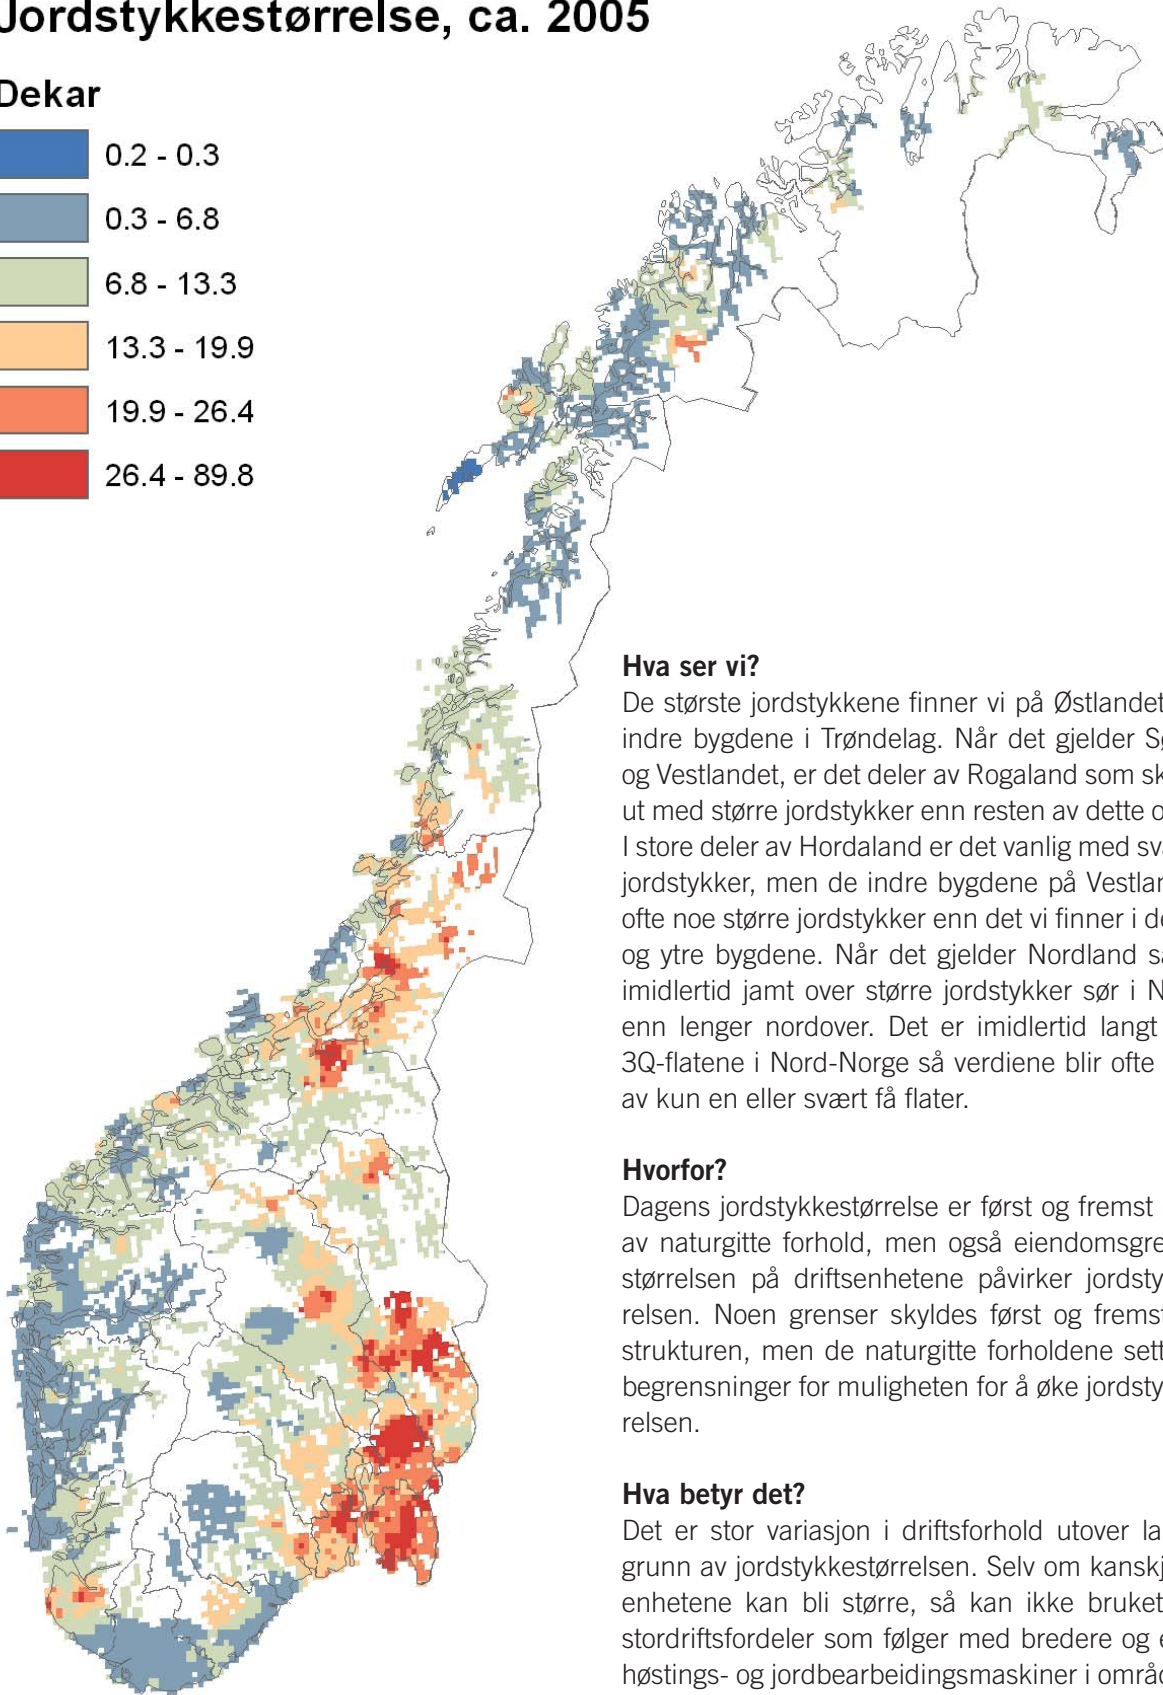 Jordstykkestørrelse, ca. 2005
Dekar
0.2 - 0.3
0.3 - 6.8
6.8 - 13.3
13.3 - 19.9
19.9 - 26.4
26.4 - 89.8
Hva ser vi?
De største jordstykkene finner vi på Østlandet
indre bygdene i Trøndelag. Når det gjelder
og Vestlandet, er det deler av Rogaland som
ut med større jordstykker enn resten av dette
I store deler av Hordaland er det vanlig med
jordstykker, men de indre bygdene på
ofte noe større jordstykker enn det vi finner i
og ytre bygdene. Når det gjelder Nordland
imidlertid jamt over større jordstykker sør i
enn lenger nordover. Det er imidlertid langt
3Q-flatene i Nord-Norge så verdiene blir ofte
av kun en eller svært få flater.
Hvorfor?
Dagens jordstykkestørrelse er først og fremst
av naturgitte forhold, men også
størrelsen på driftsenhetene påvirker
relsen. Noen grenser skyldes først og
strukturen, men de naturgitte forholdene
begrensninger for muligheten for å øke
relsen.
Hva betyr det?
Det er stor variasjon i driftsforhold utover
grunn av jordstykkestørrelsen. Selv om
enhetene kan bli større, så kan ikke
stordriftsfordeler som følger med bredere og
høstings- og jordbearbeidingsmaskiner i